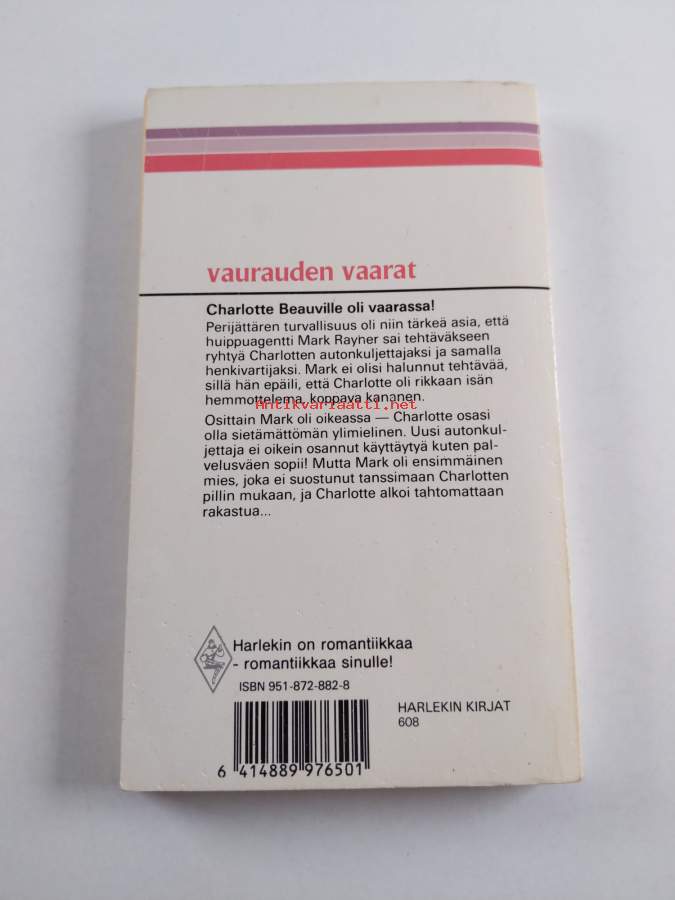 vaurauden vaarat
Charlotte Beauville oli vaarassa!
Perijättären turvallisuus oli niin tärkeä asia, että
huippuagentti Mark Rayher sai tehtäväkseen
ryhtyä Charlotten autonkuljettajaksi ja samalla
henkivartijaksi. Mark ei olisi halunnut tehtävää,
sillä hän epäili, että Charlotte oli rikkaan isän
hemmottelema, koppava kananen.
Antikvariaatti.net
Osittain Mark oli oikeassa — Charlotte osasi
olla sietämättömän ylimielinen. Uusi autonkul-
jettaja ei oikein osannut käyttäytyä kuten pal-
velusväen sopii! Mutta Mark oli ensimmäinen
mies, joka ei suostunut tanssimaan Charlotten
pillin mukaan, ja Charlotte alkoi tahtomattaan
rakastua...
Harlekin on romantiikkaa
- romantiikkaa sinulle!
ISBN 951-872-882-8
HARLEKIN KIRJAT
608
6 414889 976501